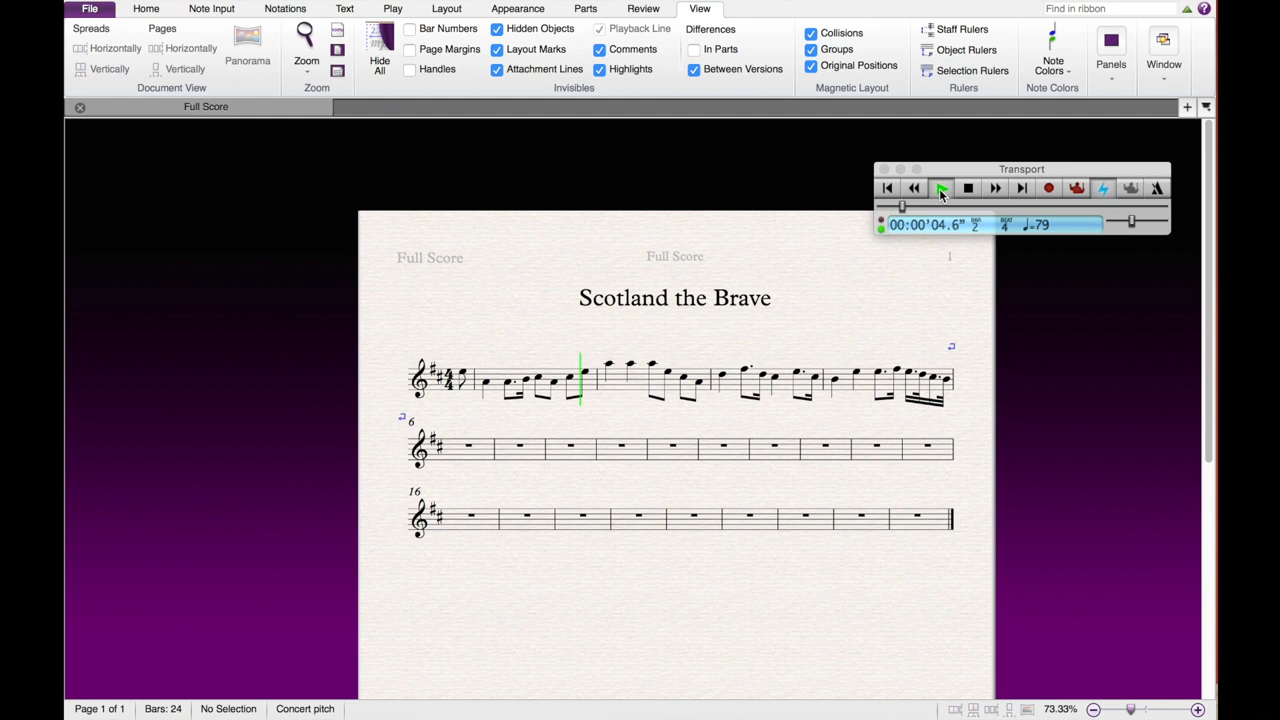 File Home Note Input Notations Text Play Layout Appearance Parts Review View Find in ribbon
Spreads Pages Bar Numbers Hidden Objects Playback Line Differences Collisions Staff Rulers
Horizontally Horizontally Page Margins Layout Marks Comments In Parts Groups Object Rulers
Vertically Vertically Panorama Zoom Hide All Handles Attachment Lines Highlights Between Versions Original Positions Selection Rulers Note Colors Panels Window
Document View Zoom Invisibles Magnetic Layout Rulers Note Colors
Full Score
Transport
00:00'04.6" BAR 2 BEAT 4 ♩=79
Full Score Full Score 1
Scotland the Brave
6
16
Page 1 of 1 Bars: 24 No Selection Concert pitch 73.33%